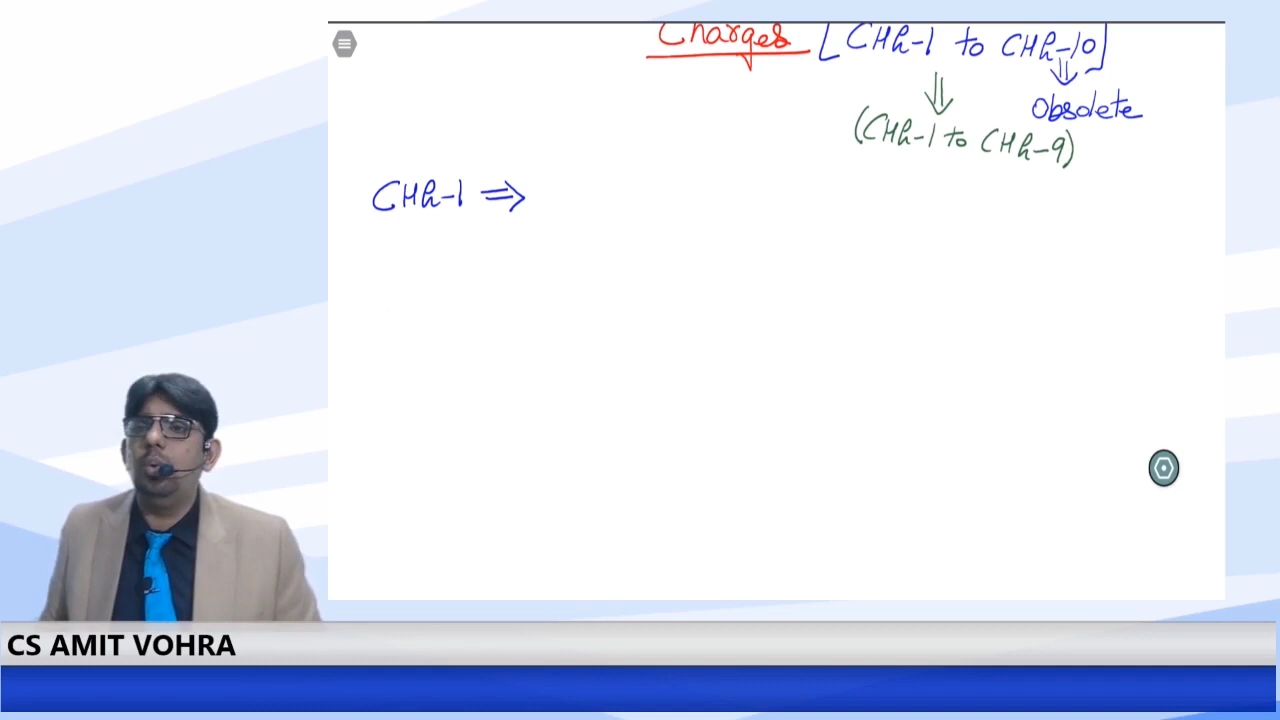 Charges [CHG-1 to CHG-10]
⇓ ⇓
Obsolete
(CHG-1 to CHG-9)
CHG-1 ⇒
CS AMIT VOHRA